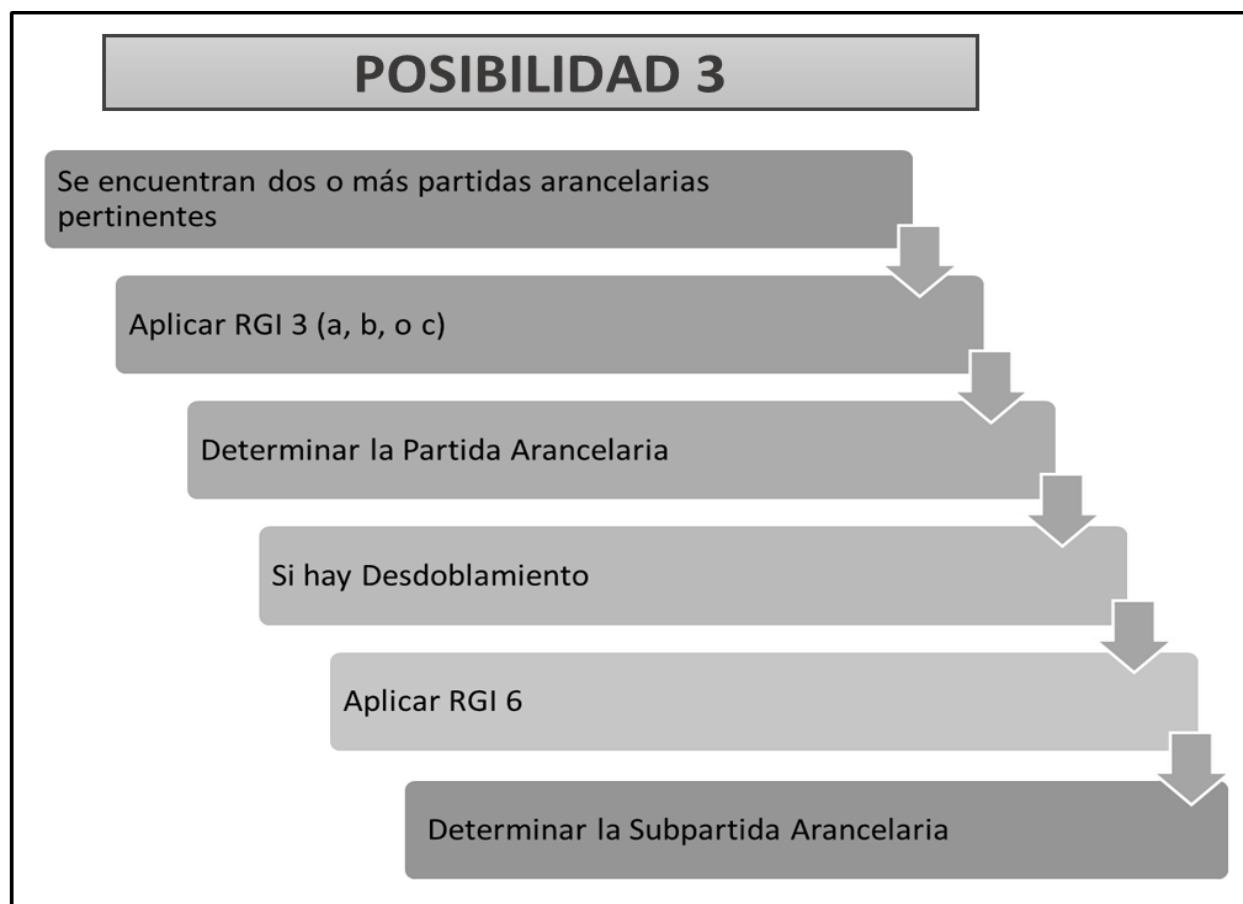 POSIBILIDAD 3
Se encuentran dos o más partidas arancelarias
pertinentes
Aplicar RGI 3 (a, b, o c)
Determinar la Partida Arancelaria
Si hay Desdoblamiento
Aplicar RGI 6
Determinar la Subpartida Arancelaria